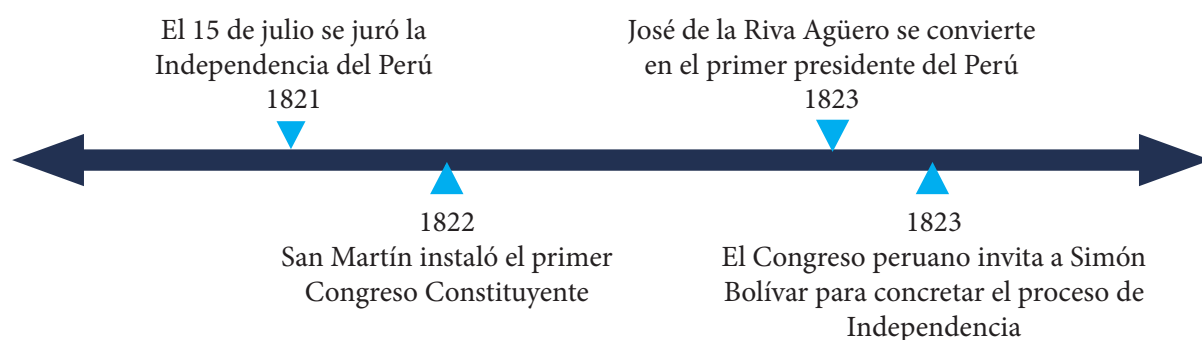 El 15 de julio se juró la
Independencia del Perú
1821
José de la Riva Agüero se convierte
en el primer presidente del Perú
1823
1822
San Martín instaló el primer
Congreso Constituyente
1823
El Congreso peruano invita a Simón
Bolívar para concretar el proceso de
Independencia